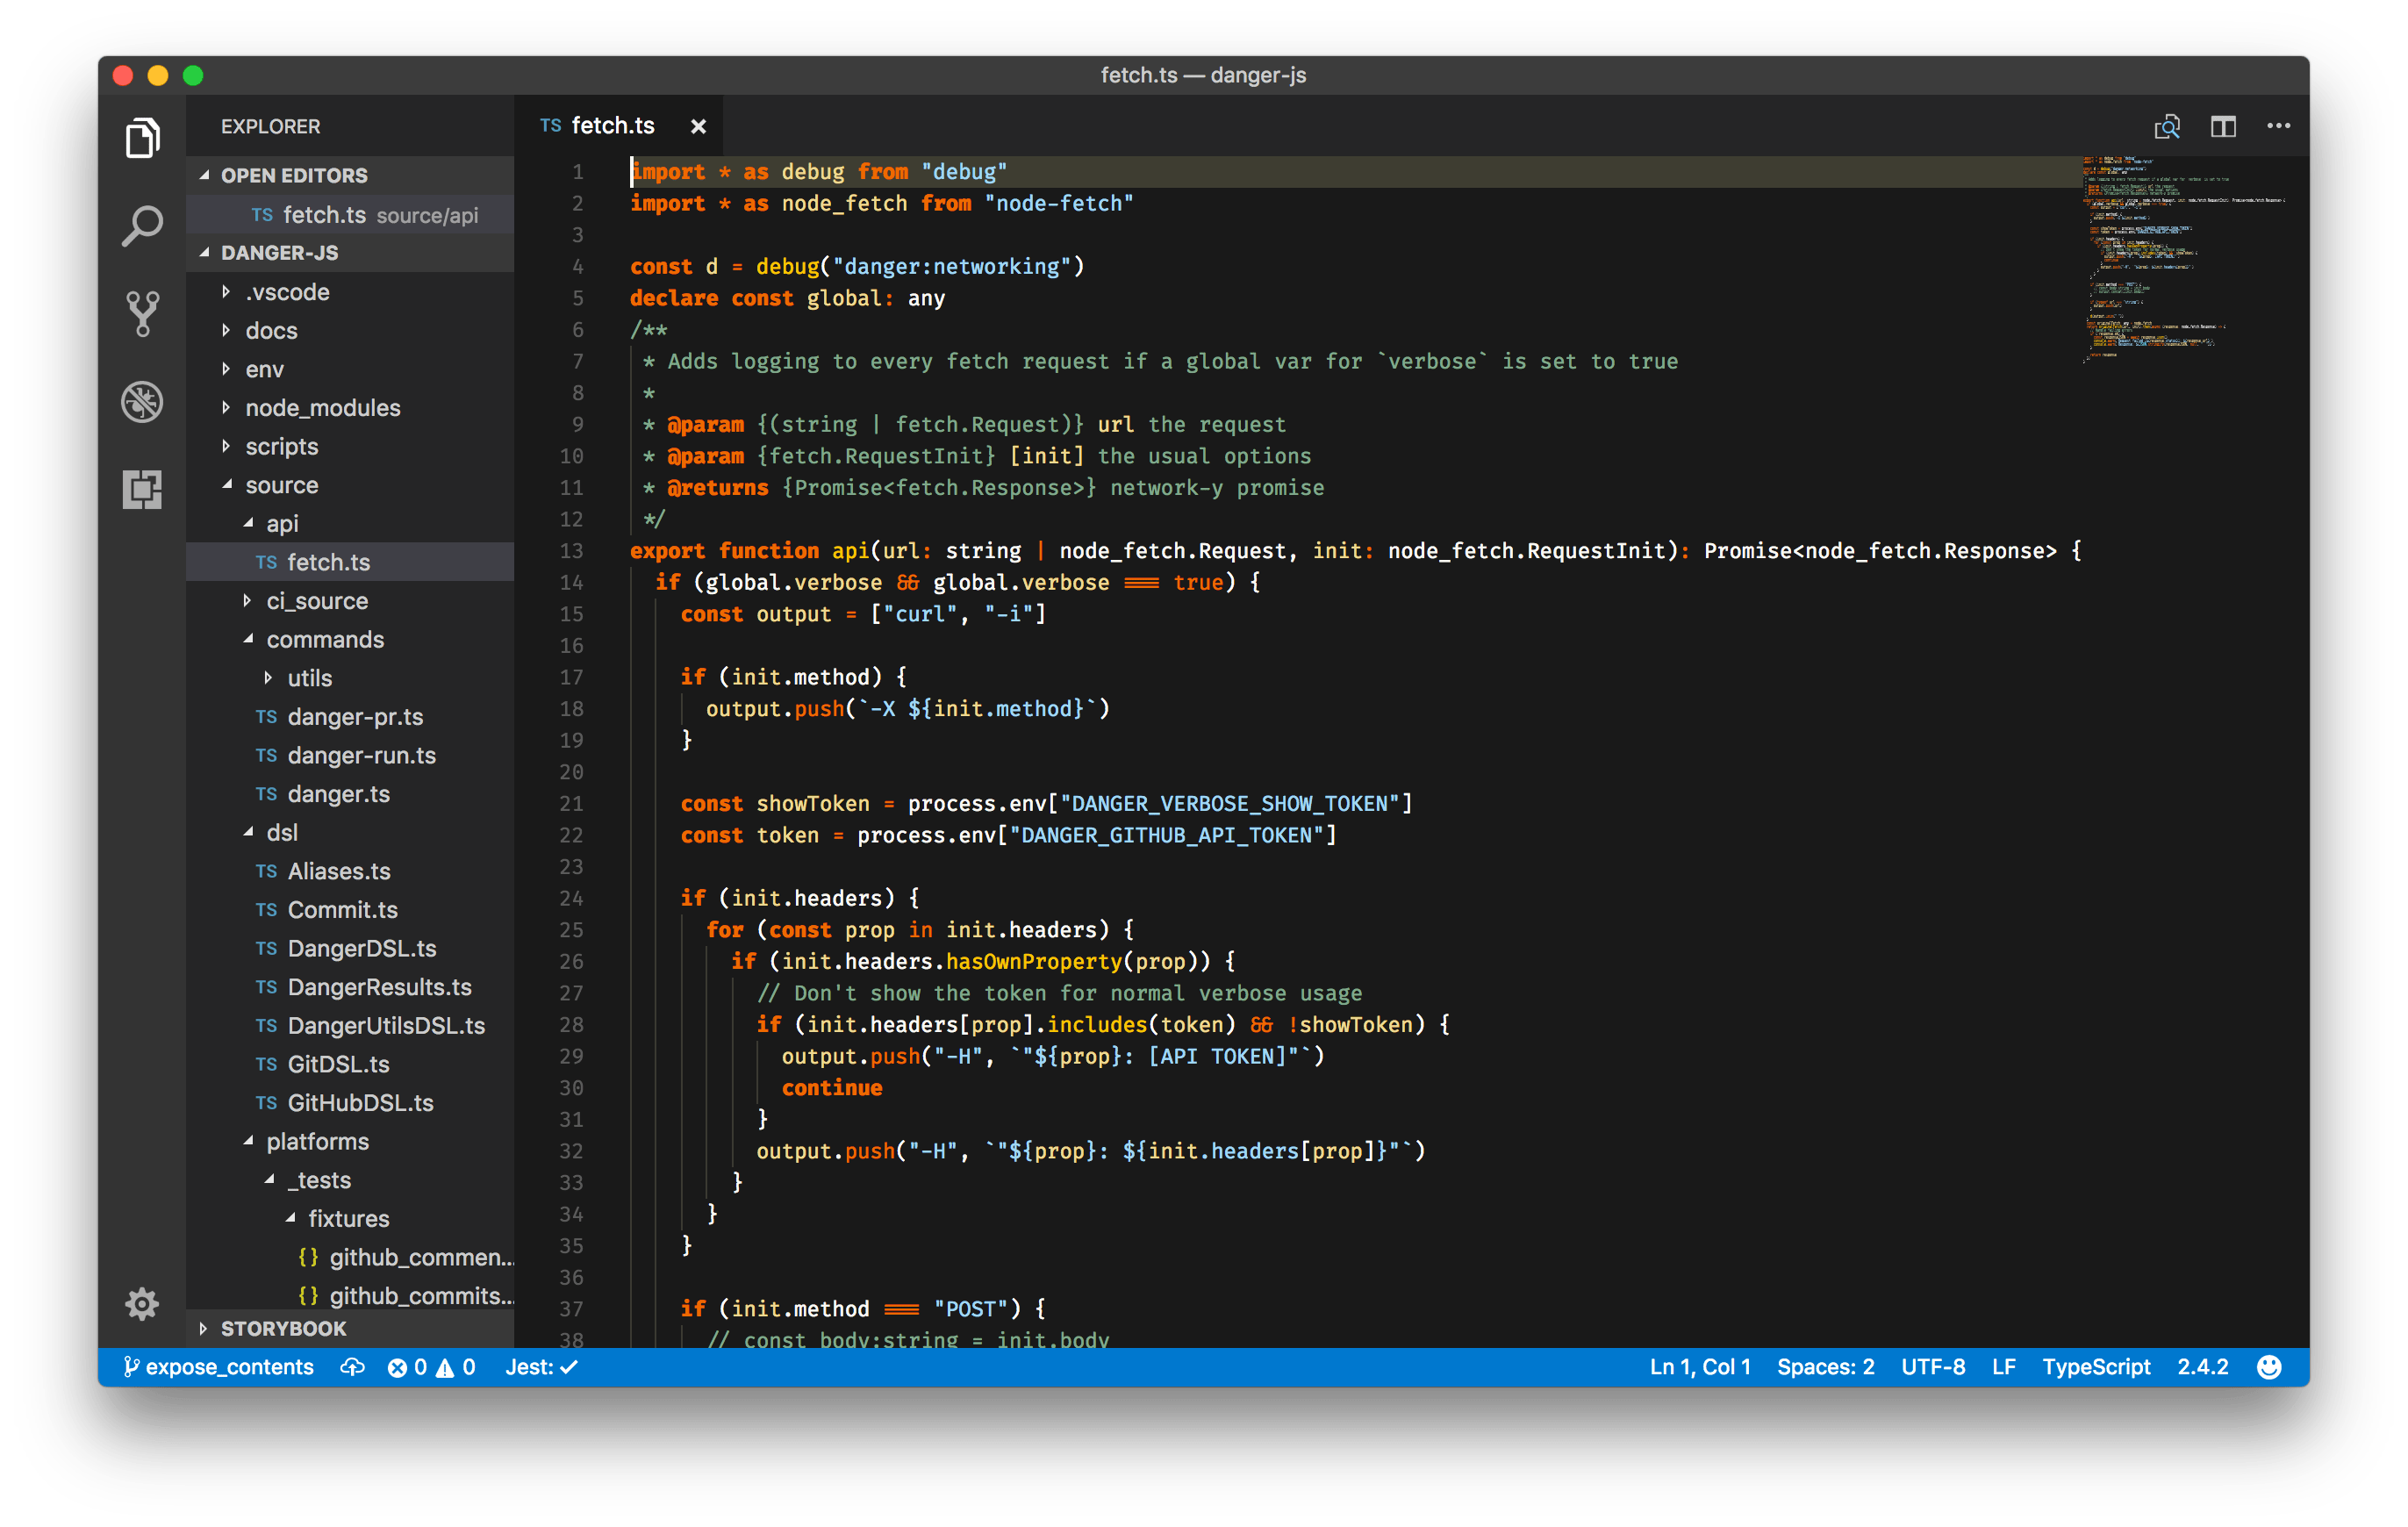 fetch.ts — danger-js
EXPLORER
OPEN EDITORS
TS fetch.ts source/api
DANGER-JS
.vscode
docs
env
node_modules
scripts
source
api
TS fetch.ts
ci_source
commands
utils
TS danger-pr.ts
TS danger-run.ts
TS danger.ts
dsl
TS Aliases.ts
TS Commit.ts
TS DangerDSL.ts
TS DangerResults.ts
TS DangerUtilsDSL.ts
TS GitDSL.ts
TS GitHubDSL.ts
platforms
_tests
fixtures
{} github_commen...
{} github_commits...
STORYBOOK
TS fetch.ts ×
1 import * as debug from "debug"
2 import * as node_fetch from "node-fetch"
3
4 const d = debug("danger:networking")
5 declare const global: any
6 /**
7  * Adds logging to every fetch request if a global var for `verbose` is set to true
8  *
9  * @param {(string | fetch.Request)} url the request
10  * @param {fetch.RequestInit} [init] the usual options
11  * @returns {Promise<fetch.Response>} network-y promise
12  */
13 export function api(url: string | node_fetch.Request, init: node_fetch.RequestInit): Promise<node_fetch.Response> {
14   if (global.verbose && global.verbose === true) {
15     const output = ["curl", "-i"]
16
17     if (init.method) {
18       output.push(`-X ${init.method}`)
19     }
20
21     const showToken = process.env["DANGER_VERBOSE_SHOW_TOKEN"]
22     const token = process.env["DANGER_GITHUB_API_TOKEN"]
23
24     if (init.headers) {
25       for (const prop in init.headers) {
26         if (init.headers.hasOwnProperty(prop)) {
27           // Don't show the token for normal verbose usage
28           if (init.headers[prop].includes(token) && !showToken) {
29             output.push("-H", `"${prop}: [API TOKEN]"`)
30             continue
31           }
32           output.push("-H", `"${prop}: ${init.headers[prop]}"`)
33         }
34       }
35     }
36
37     if (init.method === "POST") {
38       // const body:string = init.body
expose_contents 0 0 Jest: ✓
Ln 1, Col 1 Spaces: 2 UTF-8 LF TypeScript 2.4.2